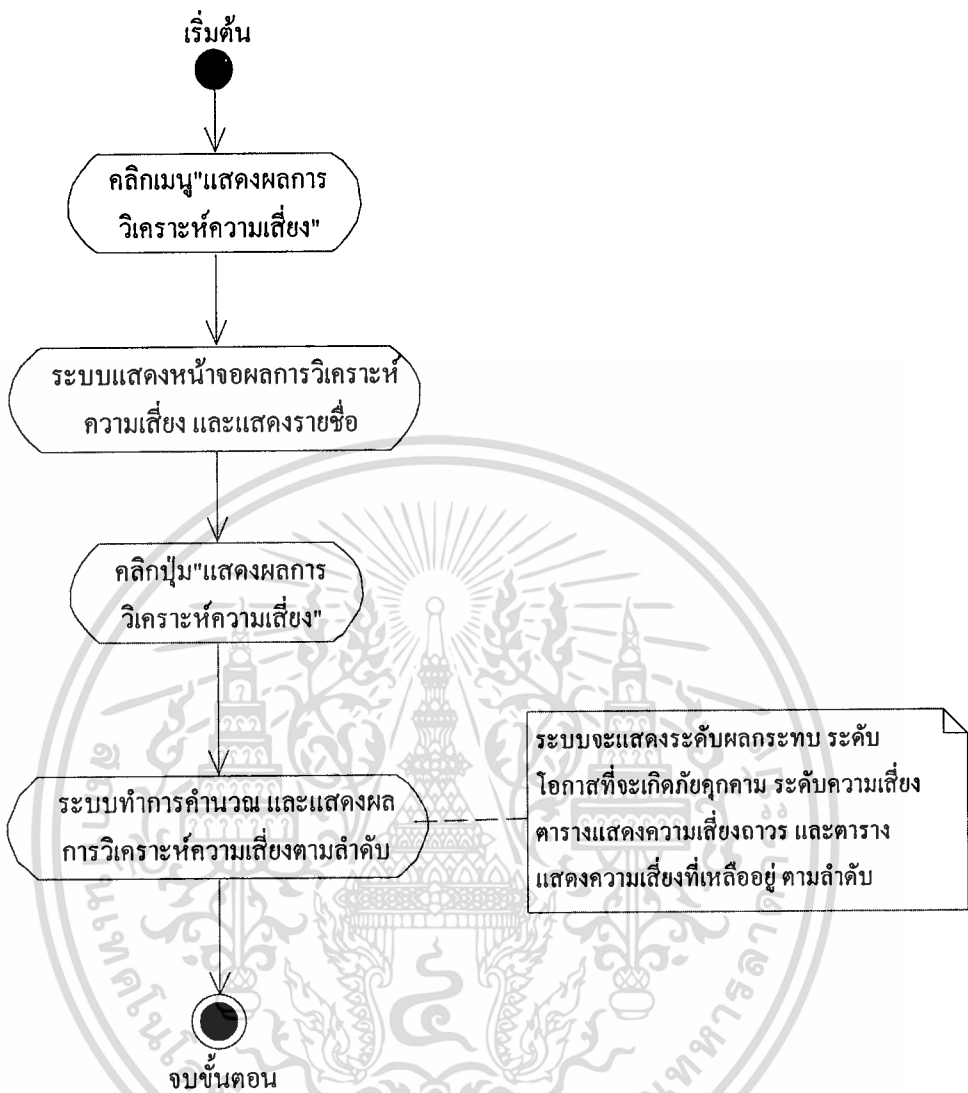 เริ่มต้น
คลิกเมนู"แสดงผลการ
วิเคราะห์ความเสี่ยง"
ระบบแสดงหน้าจอผลการวิเคราะห์
ความเสี่ยง และแสดงรายชื่อ
คลิกปุ่ม"แสดงผลการ
วิเคราะห์ความเสี่ยง"
ระบบทำการคำนวณ และแสดงผล
การวิเคราะห์ความเสี่ยงตามลำดับ
ระบบจะแสดงระดับผลกระทบ ระดับ
โอกาสที่จะเกิดภัยคุกคาม ระดับความเสี่ยง
ตารางแสดงความเสี่ยงถาวร และตาราง
แสดงความเสี่ยงที่เหลืออยู่ ตามลำดับ
จบขั้นตอน